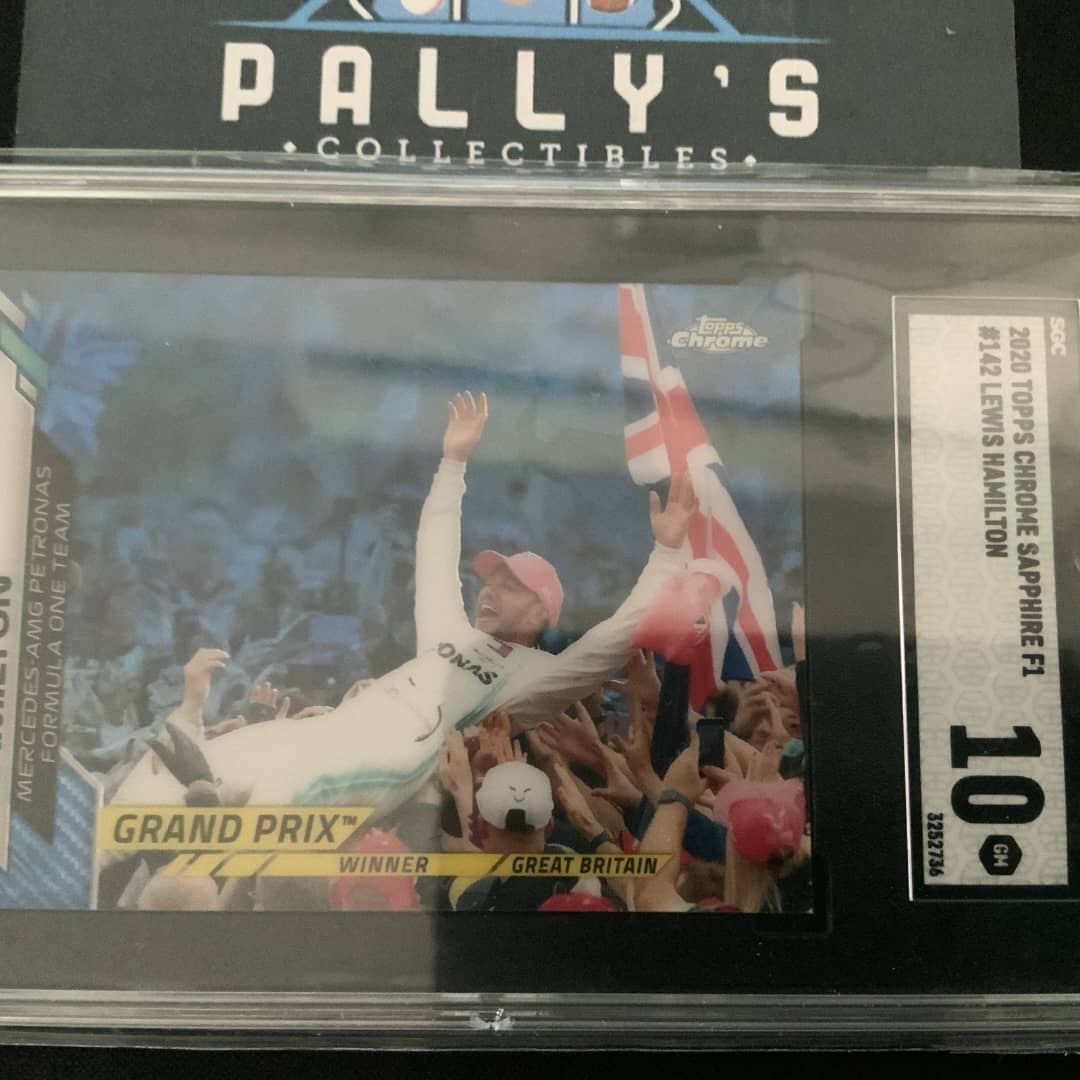 PALLY'S
COLLECTIBLES
Topps
Chrome
MERCEDES-AMG PETRONAS
FORMULA ONE TEAM
ONAS
GRAND PRIX™
WINNER GREAT BRITAIN
SGC
2020 TOPPS CHROME SAPPHIRE F1
#142 LEWIS HAMILTON
10
GM
3252736